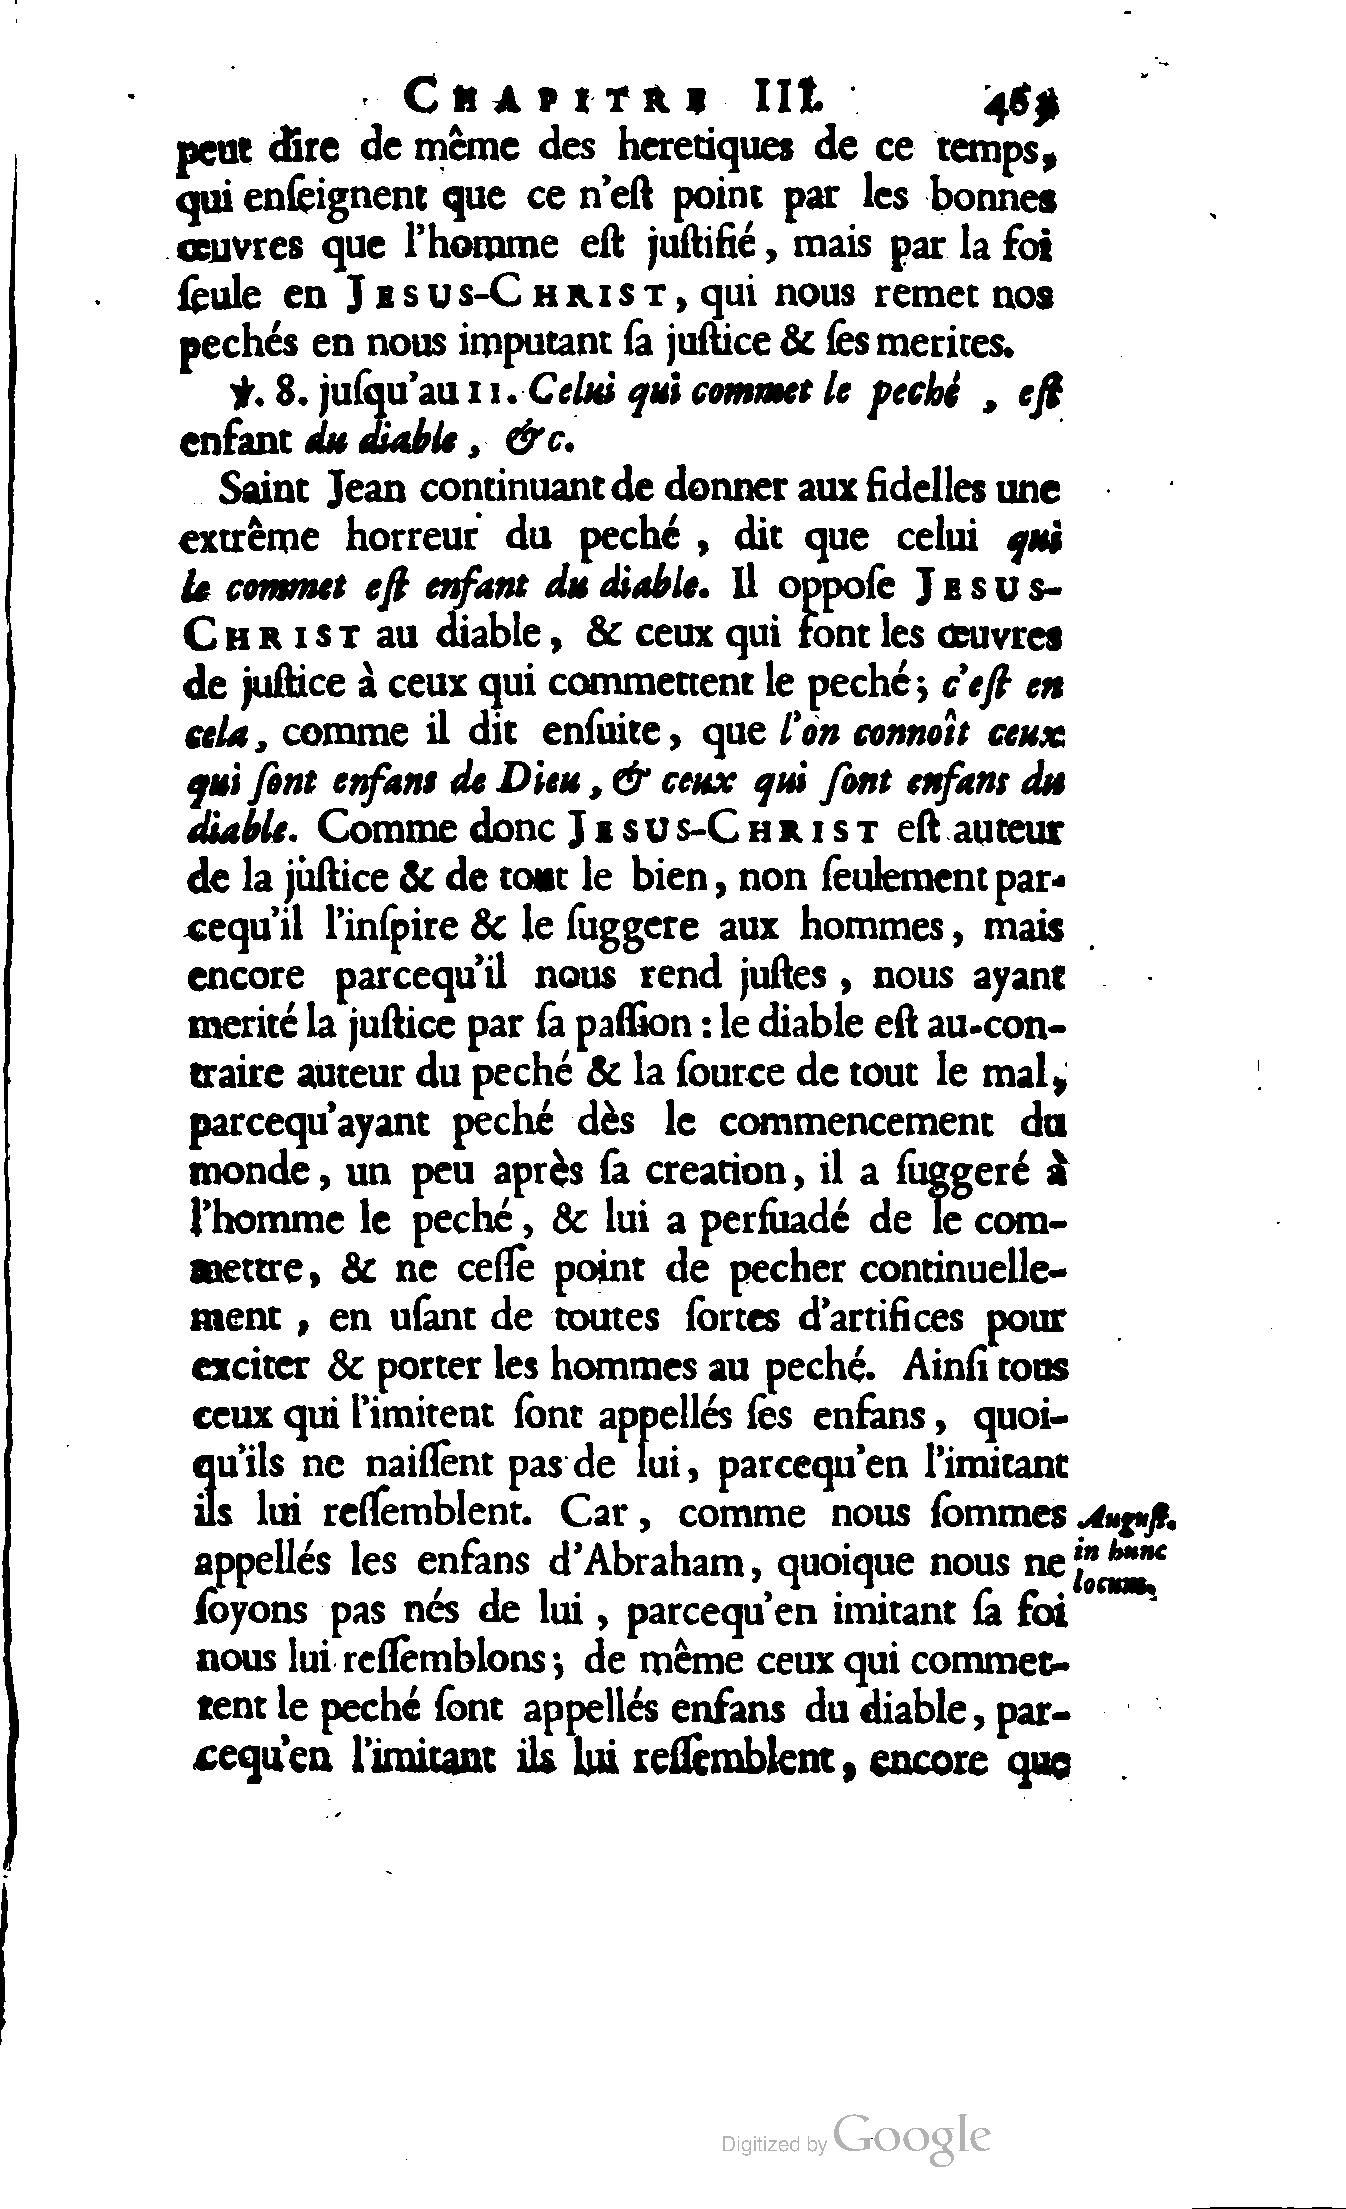 CHAPITRE III.
peut dire de même des heretiques de ce temps,
qui enſeignent que ce n'eſt point par les bonnes
œuvres que l'homme eſt juſtifié, mais par la foi
ſeule en JESUS-CHRIST, qui nous remet nos
pechés en nous imputant ſa juſtice & ſes merites.
℣. 8. juſqu'au 11. Celui qui commet le peché, eſt
enfant du diable, &c.
Saint Jean continuant de donner aux fidelles une
extrême horreur du peché, dit que celui qui
le commet eſt enfant du diable. Il oppoſe JESUS-
CHRIST au diable, & ceux qui font les œuvres
de juſtice à ceux qui commettent le peché; c'eſt en
cela, comme il dit enſuite, que l'on connoît ceux
qui ſont enfans de Dieu, & ceux qui ſont enfans du
diable. Comme donc JESUS-CHRIST eſt auteur
de la juſtice & de tout le bien, non ſeulement par-
cequ'il l'inſpire & le ſuggere aux hommes, mais
encore parcequ'il nous rend juſtes, nous ayant
merité la juſtice par ſa paſſion : le diable eſt au-con-
traire auteur du peché & la ſource de tout le mal,
parcequ'ayant peché dès le commencement du
monde, un peu après ſa creation, il a ſuggeré à
l'homme le peché, & lui a perſuadé de le com-
mettre, & ne ceſſe point de pecher continuelle-
ment, en uſant de toutes ſortes d'artifices pour
exciter & porter les hommes au peché. Ainſi tous
ceux qui l'imitent ſont appellés ſes enfans, quoi-
qu'ils ne naiſſent pas de lui, parcequ'en l'imitant
ils lui reſſemblent. Car, comme nous ſommes
appellés les enfans d'Abraham, quoique nous ne
ſoyons pas nés de lui, parcequ'en imitant ſa foi
nous lui reſſemblons; de même ceux qui commet-
tent le peché ſont appellés enfans du diable, par-
cequ'en l'imitant ils lui reſſemblent, encore que
Auguſt.
in hunc
locum.
Digitized by Google